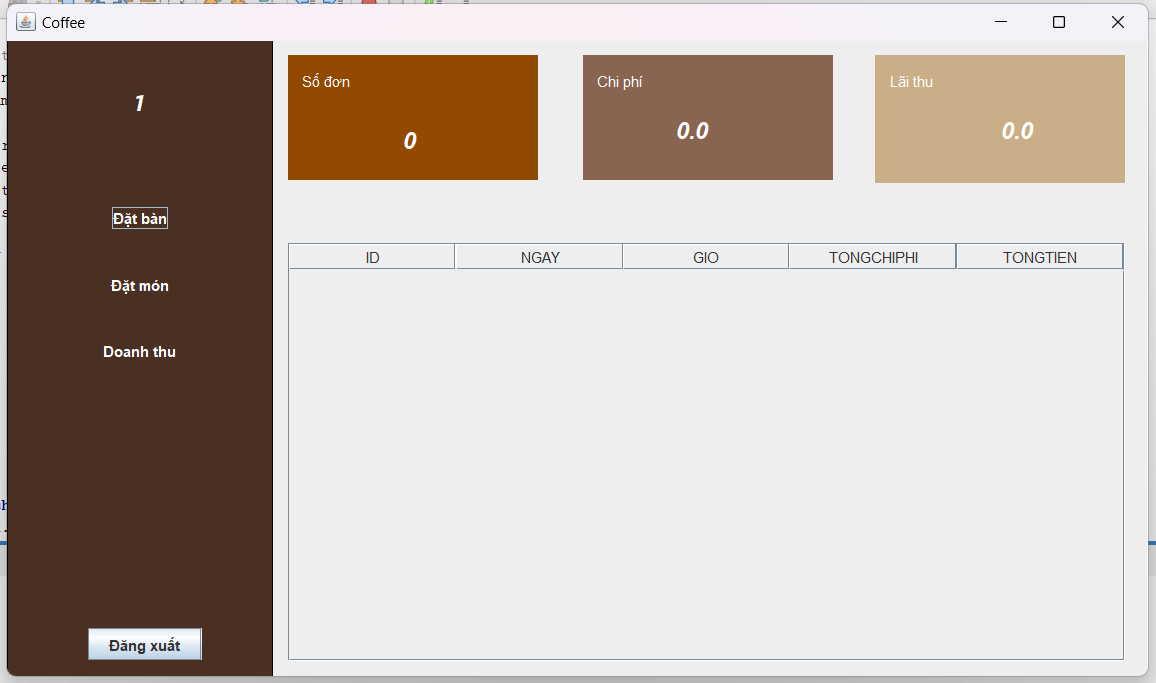 Coffee
1
Đặt bàn
Đặt món
Doanh thu
Đăng xuất
Số đơn
0
Chi phí
0.0
Lãi thu
0.0
ID NGAY GIO TONGCHIPHI TONGTIEN